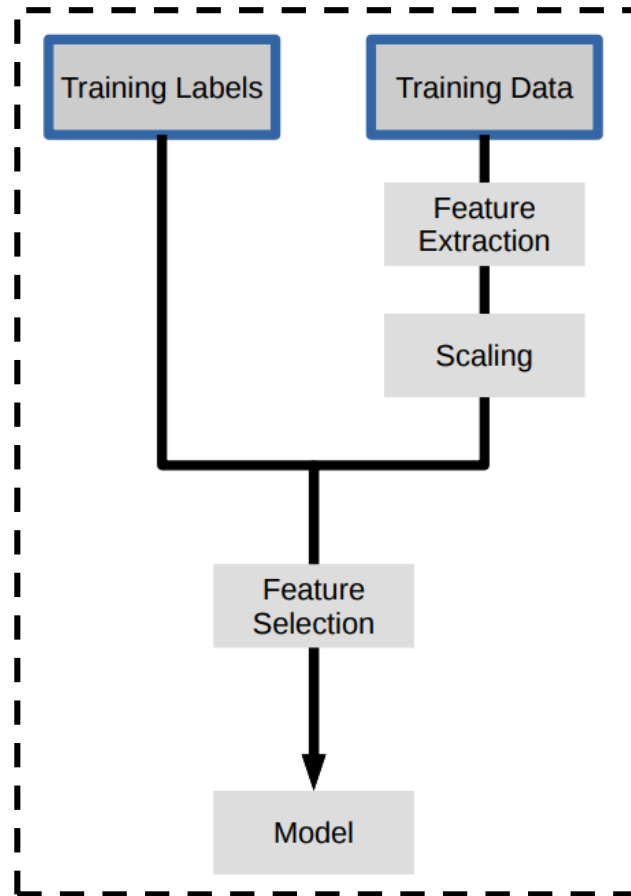 Training Labels
Training Data
Feature
Extraction
Scaling
Feature
Selection
Model